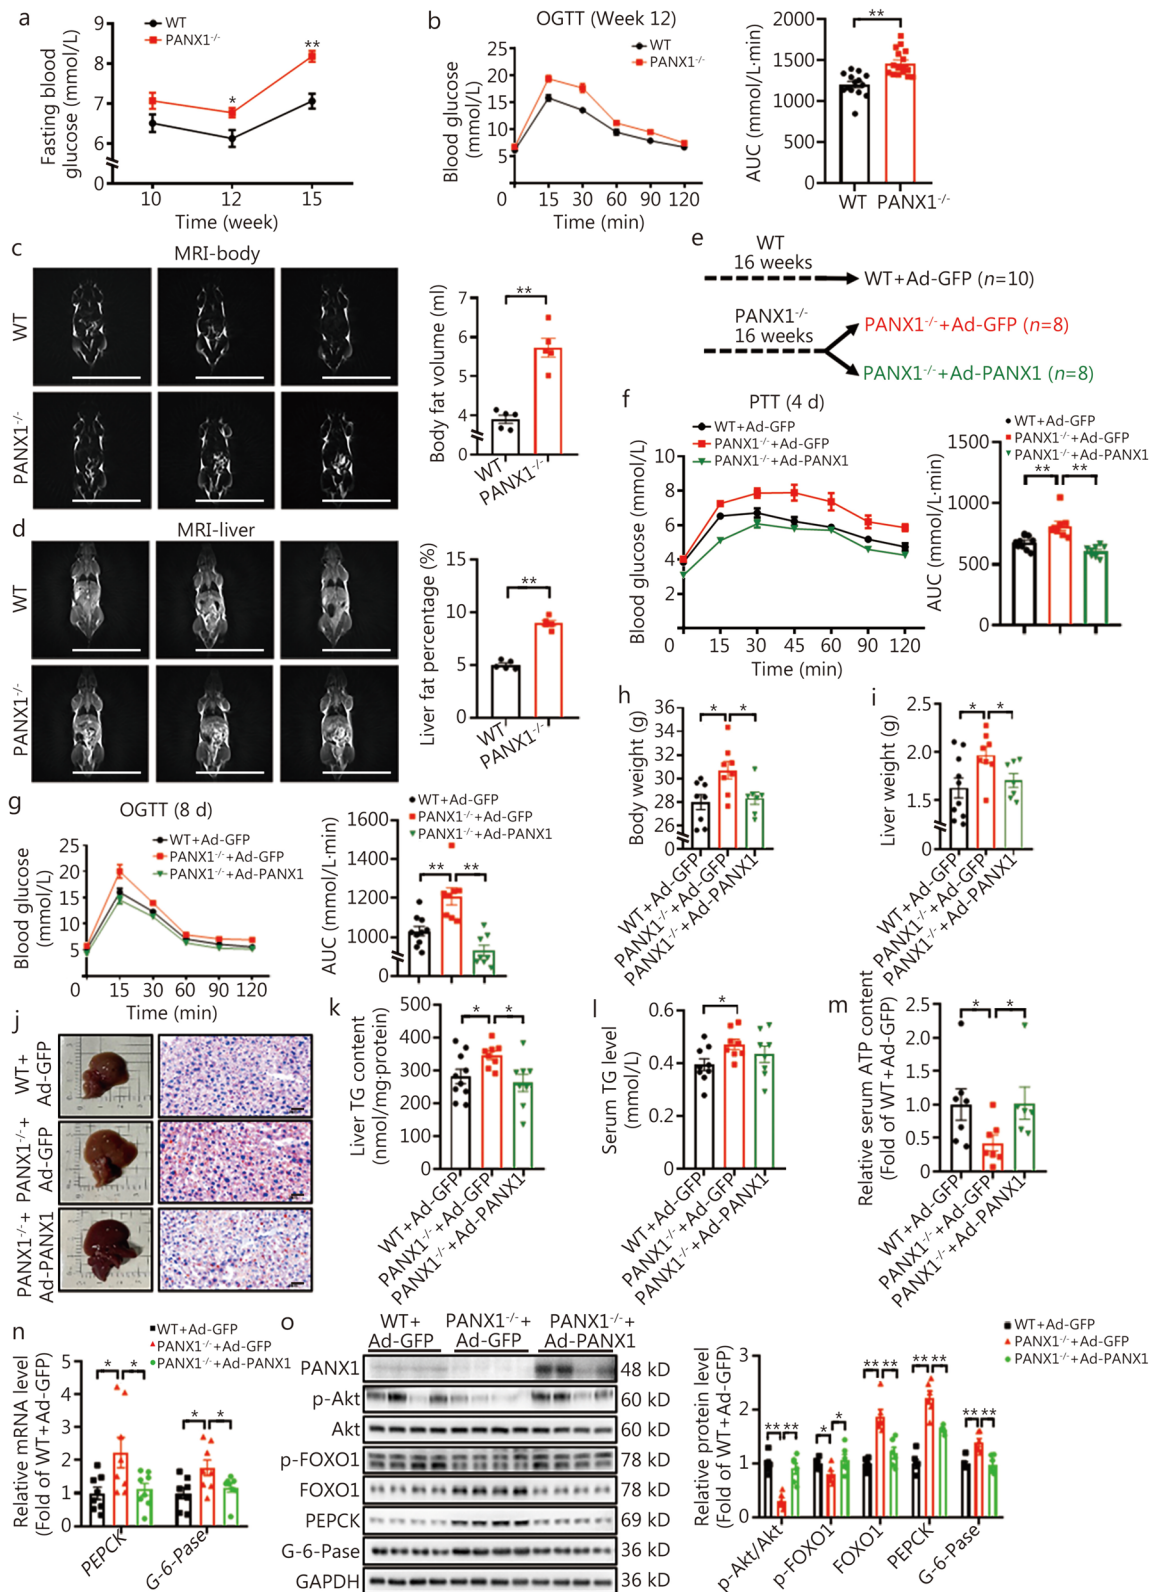 a
WT
PANX1-/-
Fasting blood
glucose (mmol/L)
9
8
7
6
0
*
**
10 12 15
Time (week)
b
OGTT (Week 12)
WT
PANX1-/-
Blood glucose
(mmol/L)
25
20
15
10
5
0 15 30 60 90 120
Time (min)
AUC (mmol/L·min)
2000
1500
1000
500
0
**
WT PANX1-/-
c
MRI-body
WT
PANX1-/-
Body fat volume (ml)
7
6
5
4
0
**
WT
PANX1-/-
d
MRI-liver
WT
PANX1-/-
Liver fat percentage (%)
15
10
5
0
**
WT
PANX1-/-
e
WT
16 weeks
WT+Ad-GFP (n=10)
PANX1-/-
16 weeks
PANX1-/-+Ad-GFP (n=8)
PANX1-/-+Ad-PANX1 (n=8)
f
PTT (4 d)
WT+Ad-GFP
PANX1-/-+Ad-GFP
PANX1-/-+Ad-PANX1
Blood glucose (mmol/L)
10
8
6
4
2
0 15 30 45 60 90 120
Time (min)
WT+Ad-GFP
PANX1-/-+Ad-GFP
PANX1-/-+Ad-PANX1
AUC (mmol/L·min)
1500
1000
500
0
** **
g
OGTT (8 d)
WT+Ad-GFP
PANX1-/-+Ad-GFP
PANX1-/-+Ad-PANX1
Blood glucose
(mmol/L)
25
20
15
10
5
0 15 30 60 90 120
Time (min)
WT+Ad-GFP
PANX1-/-+Ad-GFP
PANX1-/-+Ad-PANX1
AUC (mmol/L·min)
1600
1400
1200
1000
0
** **
h
Body weight (g)
36
34
32
30
28
26
0
* *
WT+Ad-GFP
PANX1-/-+Ad-GFP
PANX1-/-+Ad-PANX1
i
Liver weight (g)
2.5
2.0
1.5
0
* *
WT+Ad-GFP
PANX1-/-+Ad-GFP
PANX1-/-+Ad-PANX1
j
WT+
Ad-GFP
PANX1-/-+
Ad-GFP
PANX1-/-+
Ad-PANX1
k
Liver TG content
(nmol/mg·protein)
500
400
300
200
100
0
* *
WT+Ad-GFP
PANX1-/-+Ad-GFP
PANX1-/-+Ad-PANX1
l
Serum TG level
(mmol/L)
0.6
0.4
0.2
0
*
WT+Ad-GFP
PANX1-/-+Ad-GFP
PANX1-/-+Ad-PANX1
m
Relative serum ATP content
(Fold of WT+Ad-GFP)
2.5
2.0
1.5
1.0
0.5
0
* *
WT+Ad-GFP
PANX1-/-+Ad-GFP
PANX1-/-+Ad-PANX1
n
WT+Ad-GFP
PANX1-/-+Ad-GFP
PANX1-/-+Ad-PANX1
Relative mRNA level
(Fold of WT+Ad-GFP)
5
4
3
2
1
0
* *
* *
PEPCK
G-6-Pase
o
WT+ PANX1-/-+ PANX1-/-+
Ad-GFP Ad-GFP Ad-PANX1
PANX1 48 kD
p-Akt 60 kD
Akt 60 kD
p-FOXO1 78 kD
FOXO1 78 kD
PEPCK 69 kD
G-6-Pase 36 kD
GAPDH 36 kD
WT+Ad-GFP
PANX1-/-+Ad-GFP
PANX1-/-+Ad-PANX1
Relative protein level
(Fold of WT+Ad-GFP)
3
2
1
0
** **
* *
** **
** **
** **
p-Akt/Akt
p-FOXO1
FOXO1
PEPCK
G-6-Pase